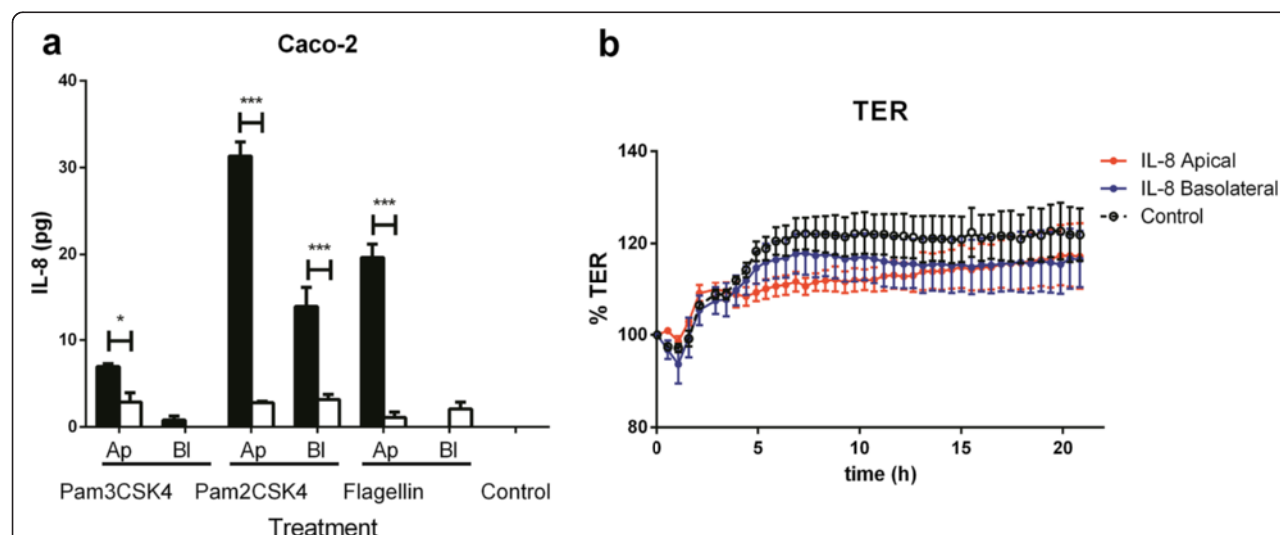 a
Caco-2
40
30
20
10
0
IL-8 (pg)
*
***
***
***
Ap
Bl
Ap
Bl
Ap
Bl
Pam3CSK4
Pam2CSK4
Flagellin
Control
Treatment
b
TER
140
120
100
80
% TER
0
5
10
15
20
time (h)
IL-8 Apical
IL-8 Basolateral
Control